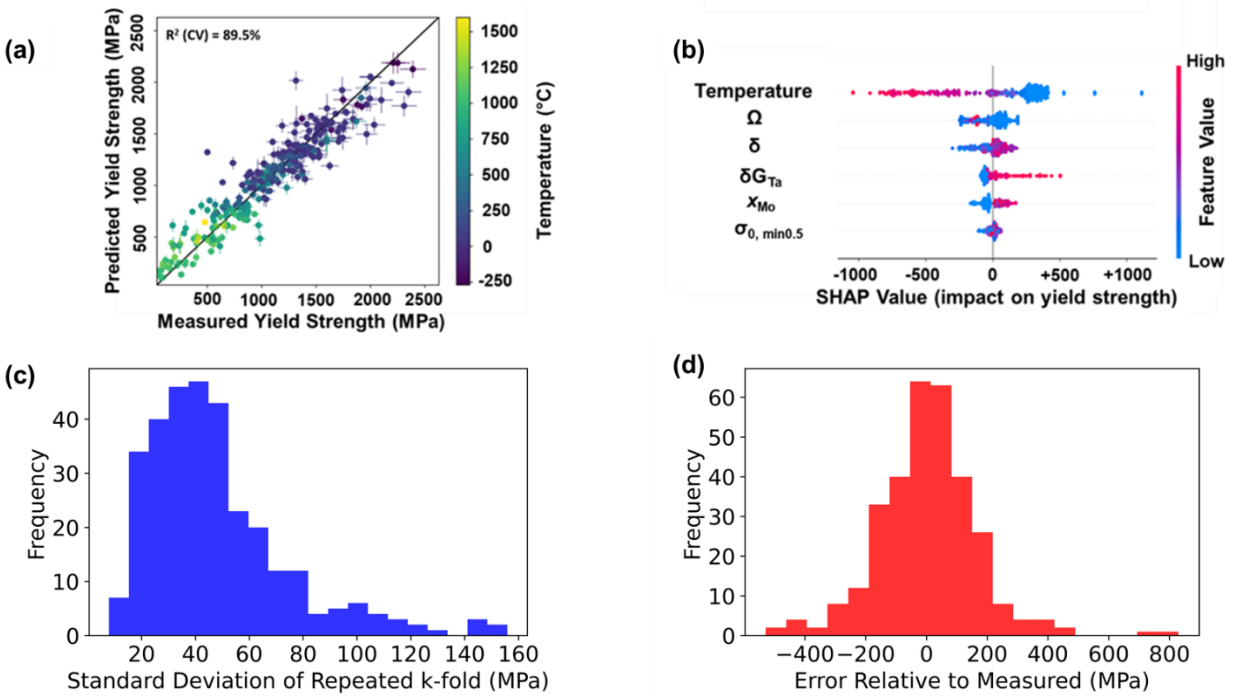 (a)
R² (CV) = 89.5%
Predicted Yield Strength (MPa)
2500
2000
1500
1000
500
500 1000 1500 2000 2500
Measured Yield Strength (MPa)
1500
1250
1000
750
500
250
0
-250
Temperature (°C)
(b)
Temperature
Ω
δ
δG_Ta
x_Mo
σ_0, min0.5
-1000 -500 0 +500 +1000
SHAP Value (impact on yield strength)
High
Feature Value
Low
(c)
Frequency
40
30
20
10
0
20 40 60 80 100 120 140 160
Standard Deviation of Repeated k-fold (MPa)
(d)
Frequency
60
50
40
30
20
10
0
−400 −200 0 200 400 600 800
Error Relative to Measured (MPa)